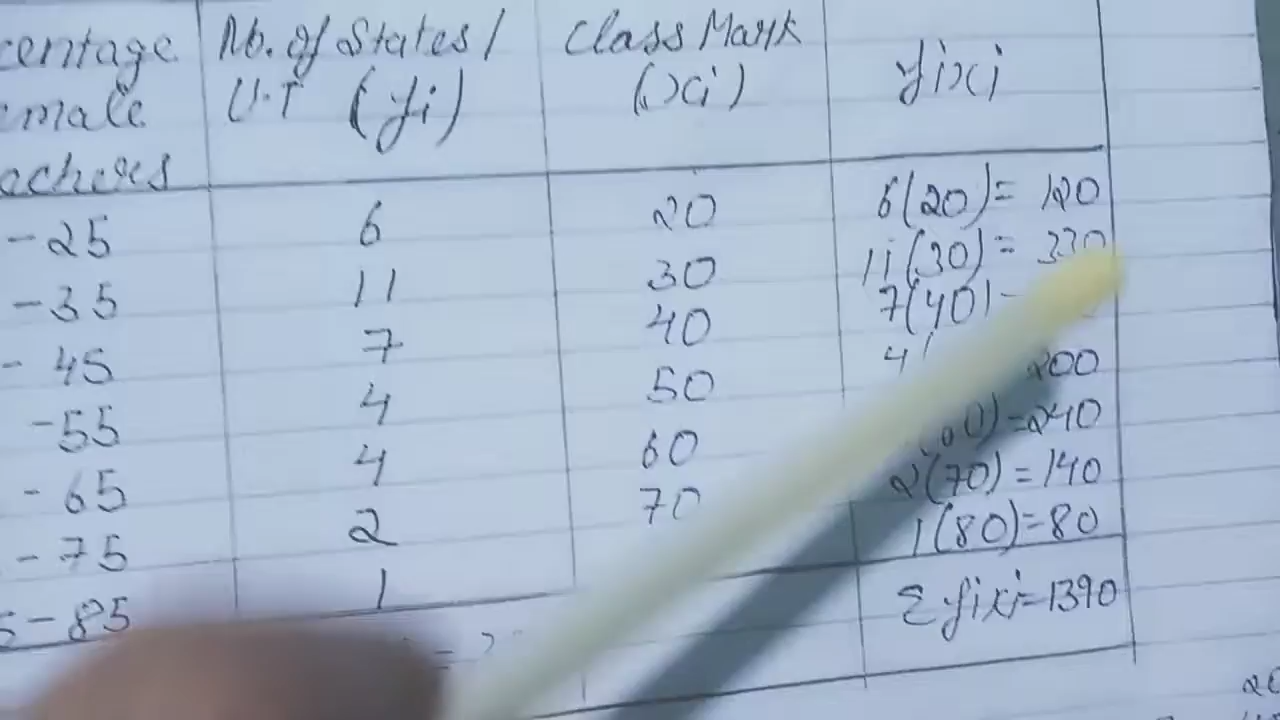 centage No. of States / Class Mark fixi
male U.T (fi) (xi)
achers
-25 6 20 6(20)= 120
-35 11 30 11(30)= 330
- 45 7 40 7(40)
-55 4 50 4( 200
- 65 4 60 =240
-75 2 70 2(70)=140
5-85 1 1(80)=80
Σfixi=1390